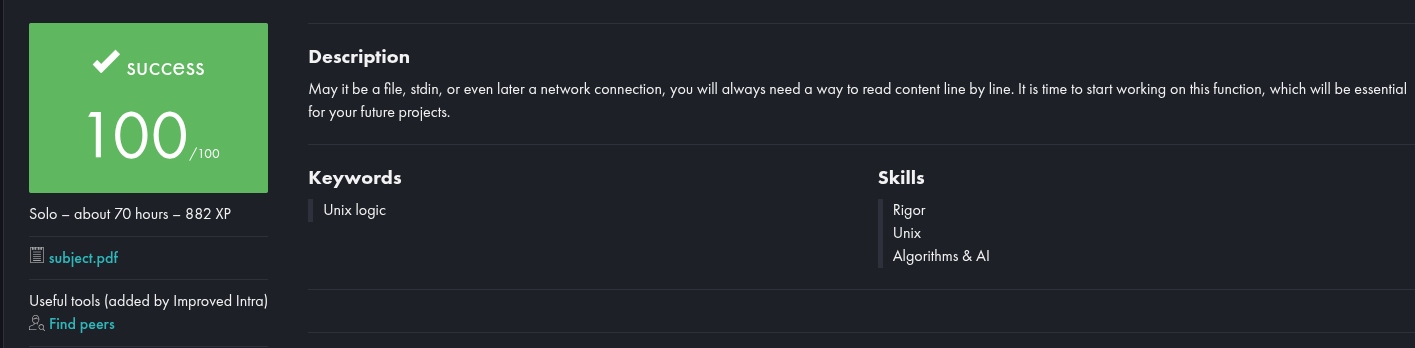 success
100/100
Solo – about 70 hours – 882 XP
subject.pdf
Useful tools (added by Improved Intra)
Find peers
Description
May it be a file, stdin, or even later a network connection, you will always need a way to read content line by line. It is time to start working on this function, which will be essential
for your future projects.
Keywords
Unix logic
Skills
Rigor
Unix
Algorithms & AI